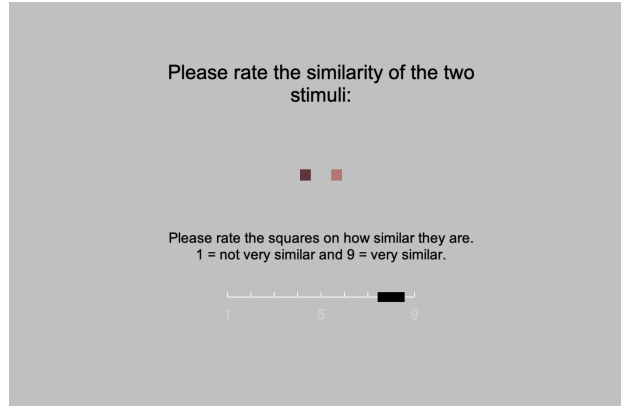 Please rate the similarity of the two
stimuli:
Please rate the squares on how similar they are.
1 = not very similar and 9 = very similar.
1 5 9